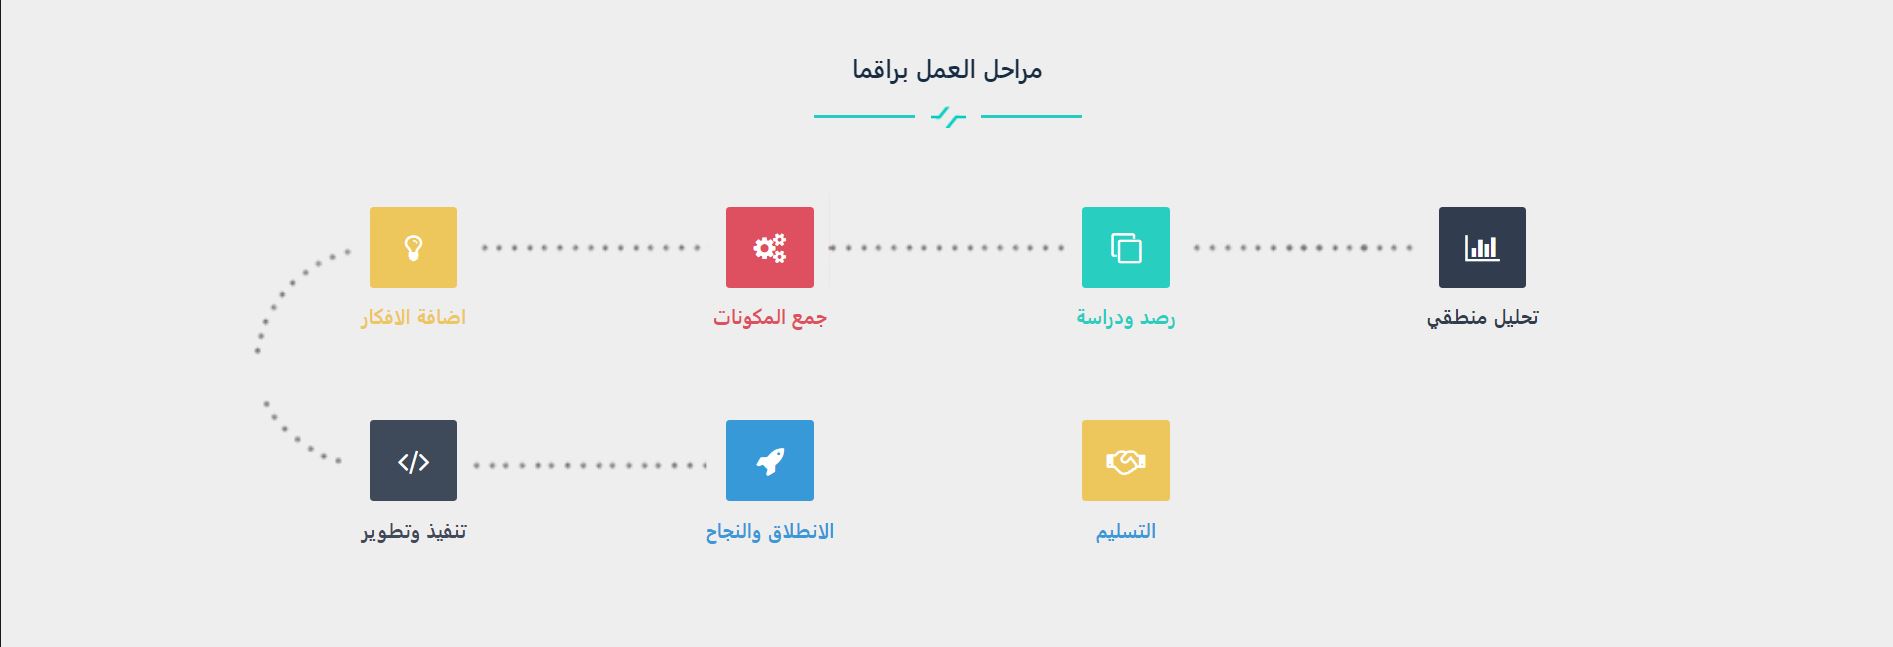 مراحل العمل براقما
تحليل منطقي
رصد ودراسة
جمع المكونات
اضافة الافكار
تنفيذ وتطوير
الانطلاق والنجاح
التسليم